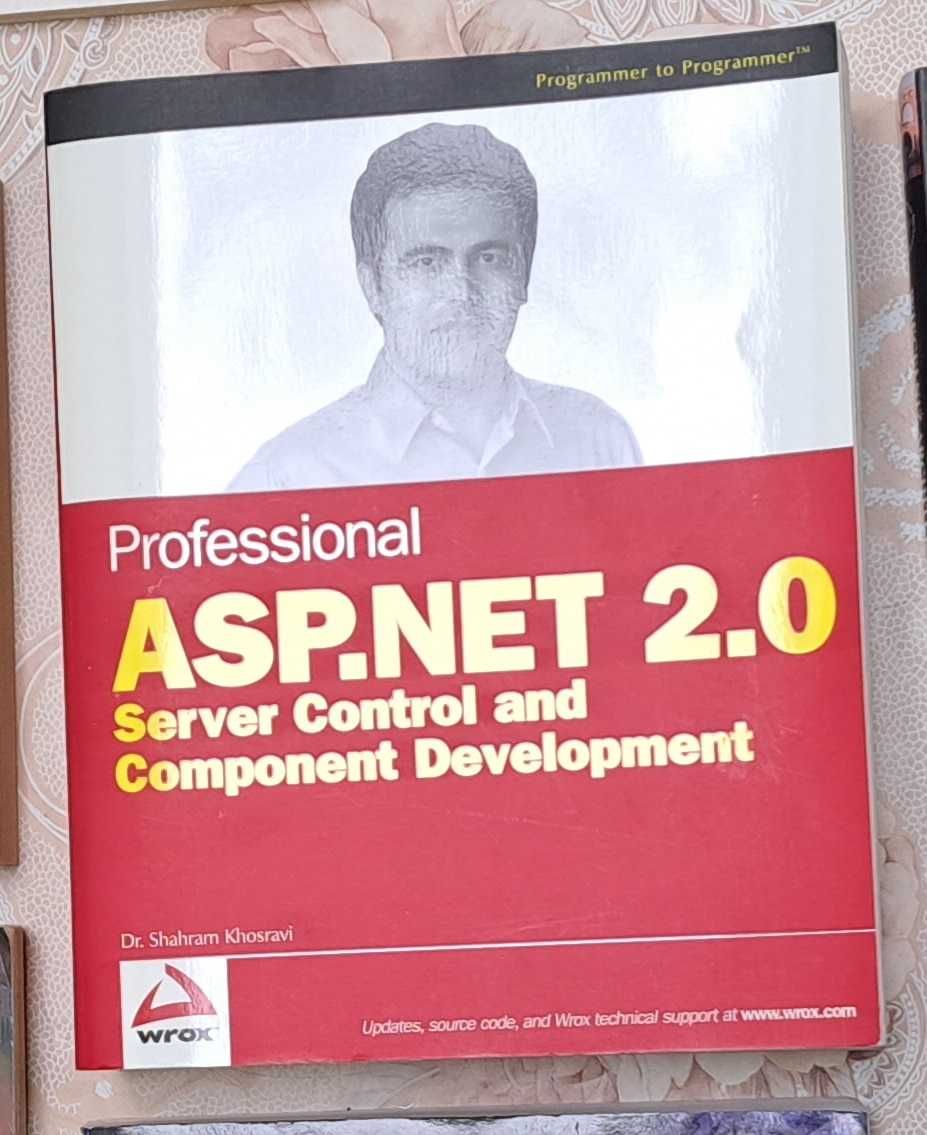 Programmer to Programmer™
Professional
ASP.NET 2.0
Server Control and
Component Development
Dr. Shahram Khosravi
wrox
Updates, source code, and Wrox technical support at www.wrox.com